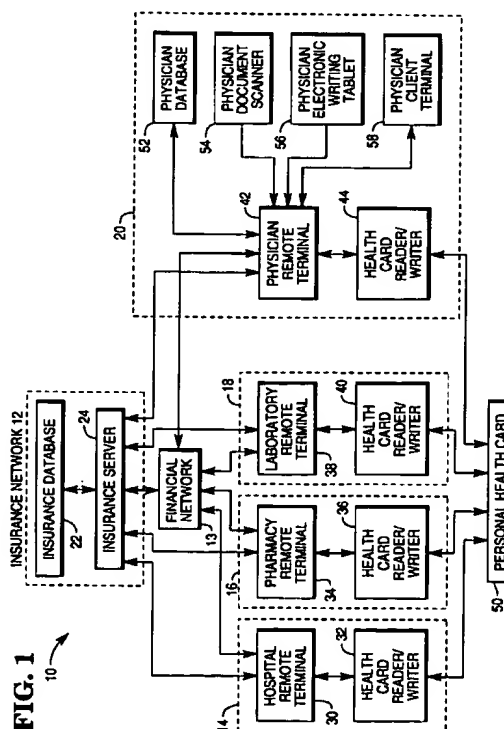 FIG. 1
10
INSURANCE NETWORK 12
INSURANCE DATABASE
22
24
INSURANCE SERVER
FINANCIAL
NETWORK
13
14
HOSPITAL
REMOTE
TERMINAL
30
32
HEALTH
CARD
READER/
WRITER
16
PHARMACY
REMOTE
TERMINAL
34
36
HEALTH
CARD
READER/
WRITER
18
LABORATORY
REMOTE
TERMINAL
38
40
HEALTH
CARD
READER/
WRITER
20
42
PHYSICIAN
REMOTE
TERMINAL
44
HEALTH
CARD
READER/
WRITER
PHYSICIAN
DATABASE
52
PHYSICIAN
DOCUMENT
SCANNER
54
PHYSICIAN
ELECTRONIC
WRITING
TABLET
56
PHYSICIAN
CLIENT
TERMINAL
58
PERSONAL HEALTH CARD
50